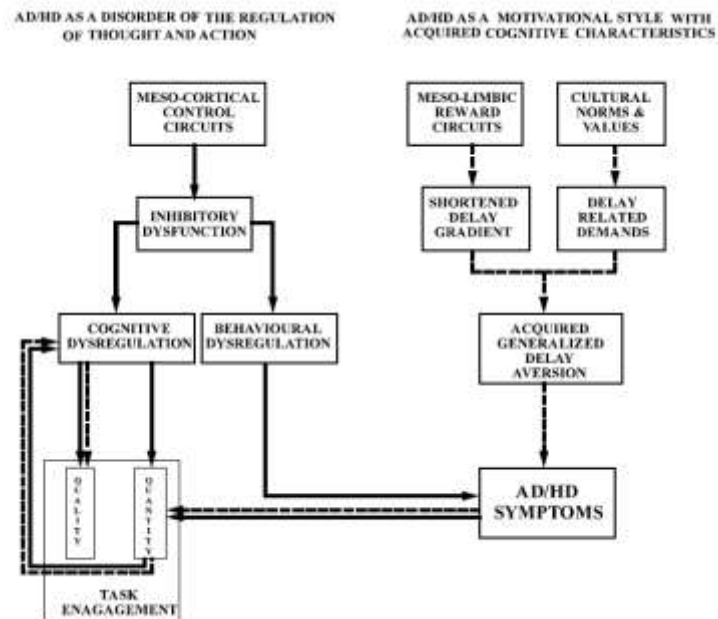 AD/HD AS A DISORDER OF THE REGULATION
OF THOUGHT AND ACTION
AD/HD AS A MOTIVATIONAL STYLE WITH
ACQUIRED COGNITIVE CHARACTERISTICS
MESO-CORTICAL
CONTROL
CIRCUITS
MESO-LIMBIC
REWARD
CIRCUITS
CULTURAL
NORMS &
VALUES
INHIBITORY
DYSFUNCTION
SHORTENED
DELAY
GRADIENT
DELAY
RELATED
DEMANDS
COGNITIVE
DYSREGULATION
BEHAVIOURAL
DYSREGULATION
ACQUIRED
GENERALIZED
DELAY
AVERSION
QUALITY
QUANTITY
AD/HD
SYMPTOMS
TASK
ENAGAGEMENT